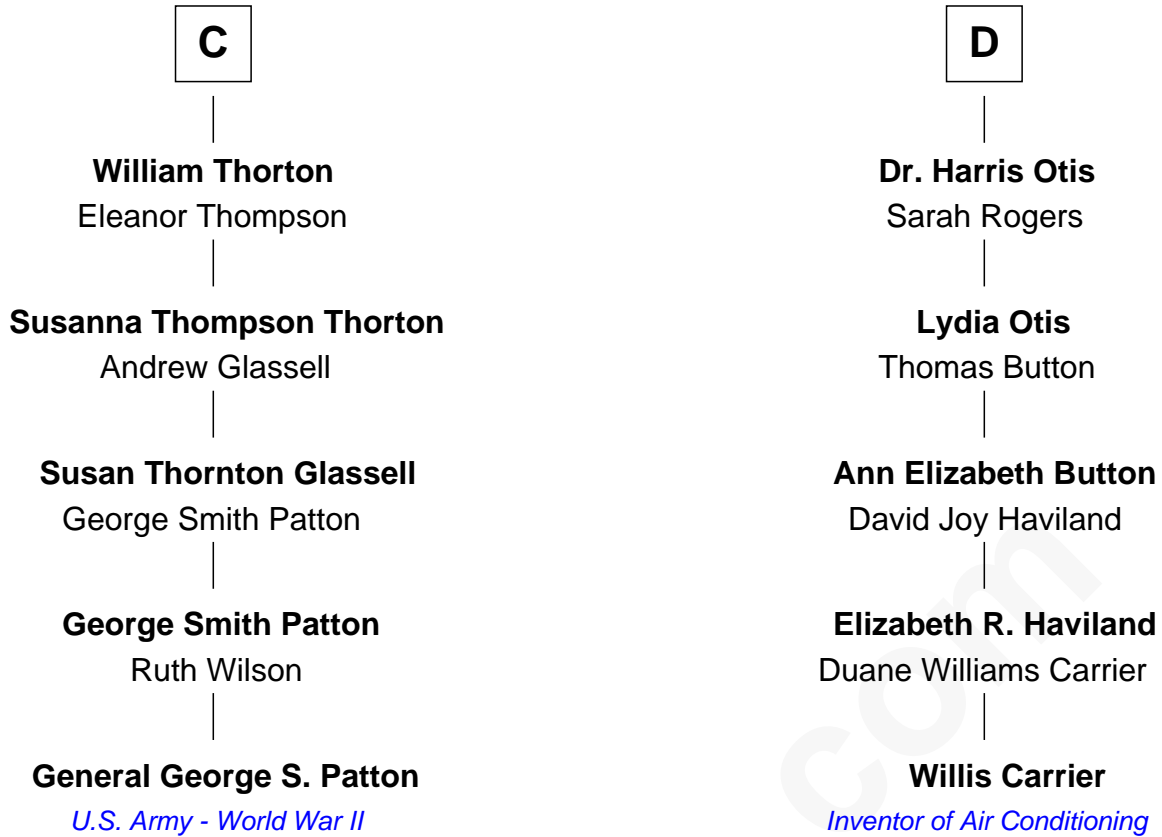 C
William Thorton
Eleanor Thompson
Susanna Thompson Thorton
Andrew Glassell
Susan Thornton Glassell
George Smith Patton
George Smith Patton
Ruth Wilson
General George S. Patton
U.S. Army - World War II
D
Dr. Harris Otis
Sarah Rogers
Lydia Otis
Thomas Button
Ann Elizabeth Button
David Joy Haviland
Elizabeth R. Haviland
Duane Williams Carrier
Willis Carrier
Inventor of Air Conditioning
com